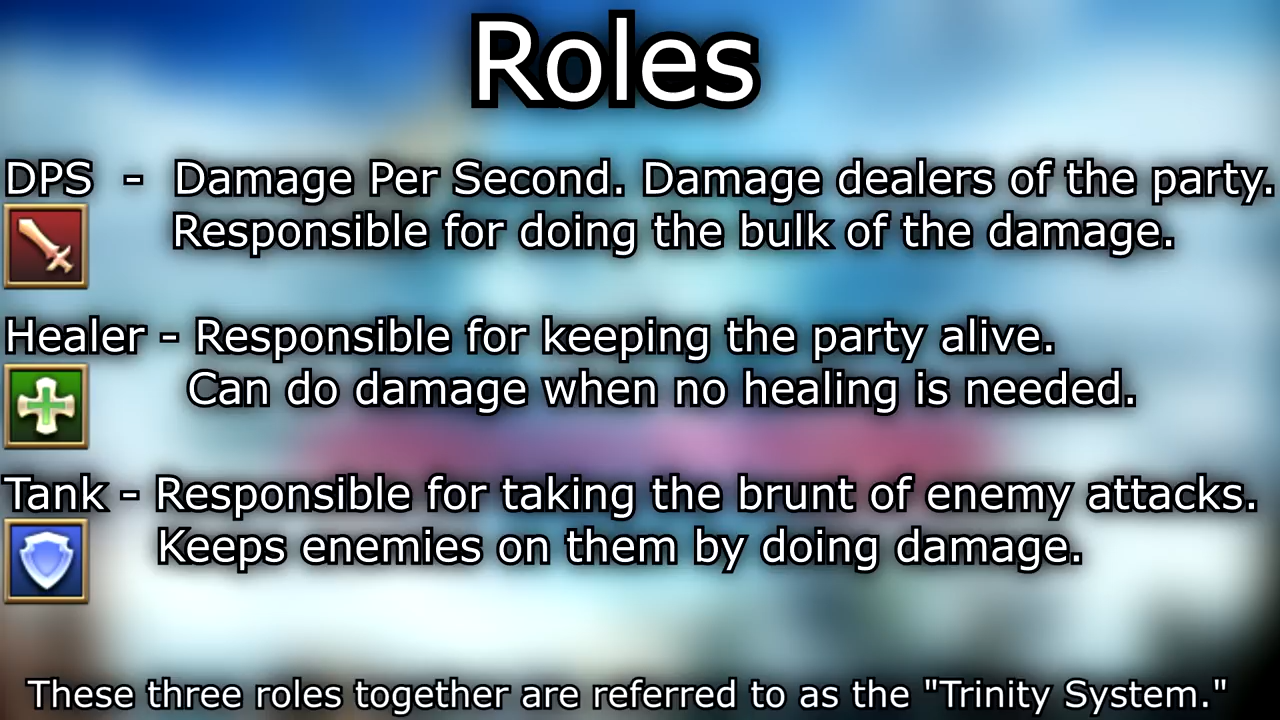 Roles
DPS - Damage Per Second. Damage dealers of the party.
Responsible for doing the bulk of the damage.
Healer - Responsible for keeping the party alive.
Can do damage when no healing is needed.
Tank - Responsible for taking the brunt of enemy attacks.
Keeps enemies on them by doing damage.
These three roles together are referred to as the "Trinity System."